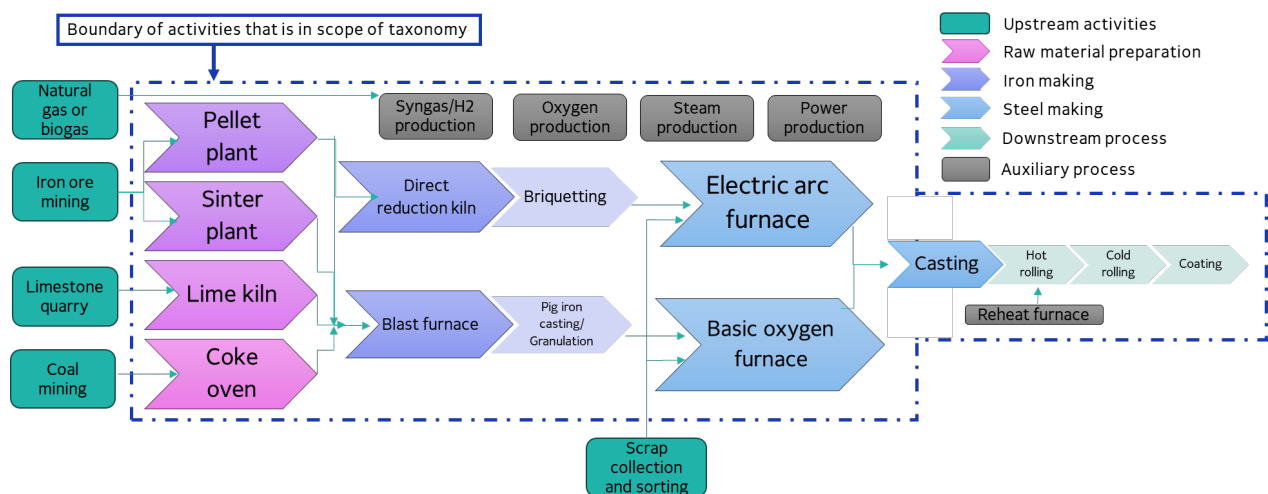 Boundary of activities that is in scope of taxonomy
Upstream activities
Raw material preparation
Iron making
Steel making
Downstream process
Auxiliary process
Natural
gas or
biogas
Iron ore
mining
Limestone
quarry
Coal
mining
Pellet
plant
Sinter
plant
Lime kiln
Coke
oven
Syngas/H2
production
Oxygen
production
Steam
production
Power
production
Direct
reduction kiln
Briquetting
Electric arc
furnace
Blast furnace
Pig iron
casting/
Granulation
Basic oxygen
furnace
Casting
Hot
rolling
Cold
rolling
Coating
Reheat furnace
Scrap
collection
and sorting